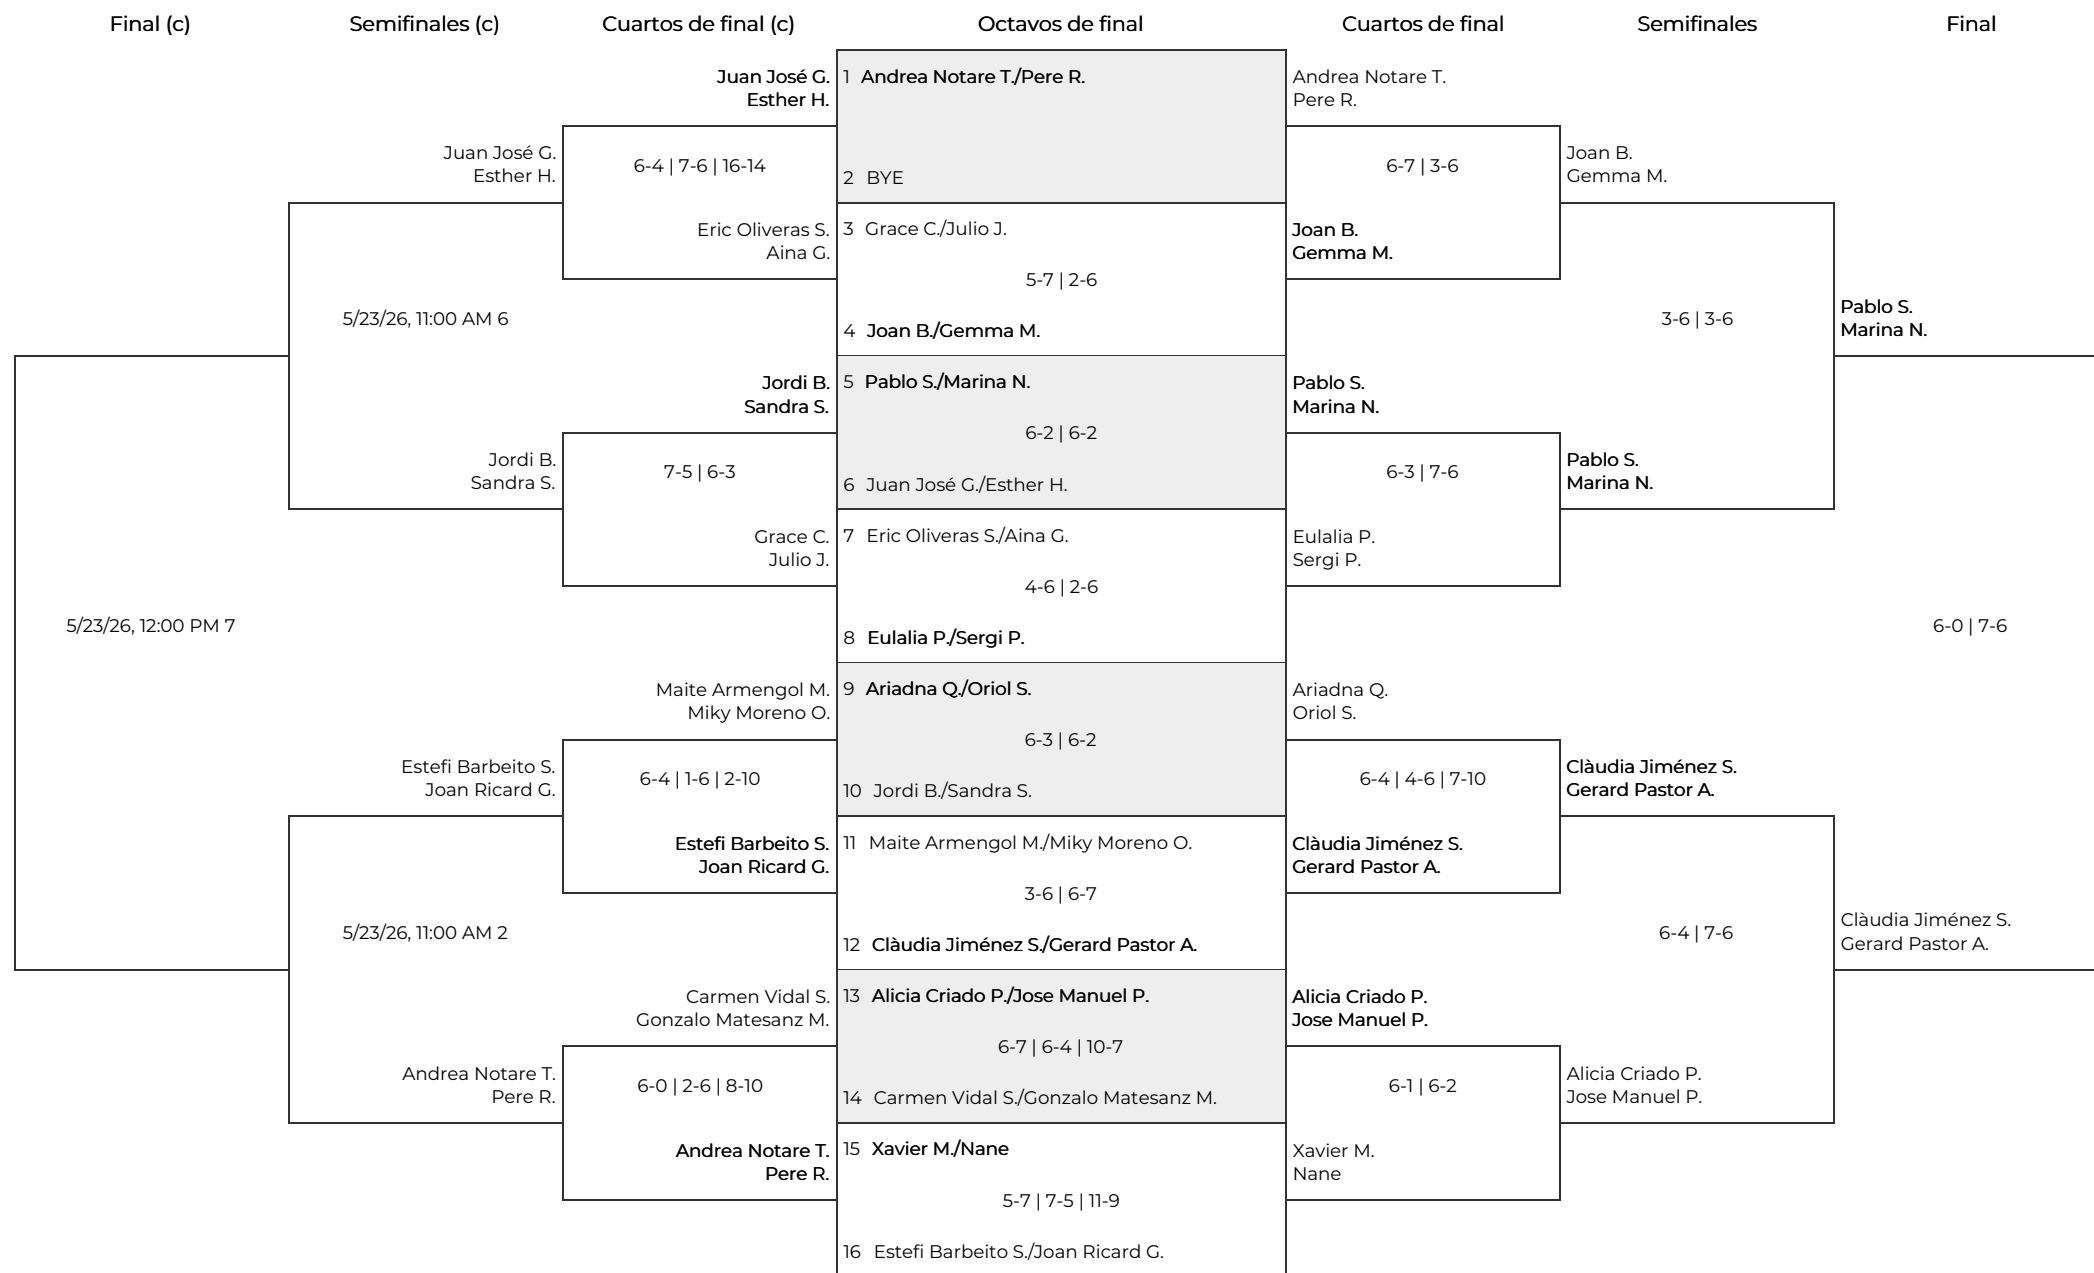 Final (c)
Semifinales (c)
Cuartos de final (c)
Octavos de final
Cuartos de final
Semifinales
Final
5/23/26, 12:00 PM 7
Juan José G.
Esther H.
5/23/26, 11:00 AM 6
Jordi B.
Sandra S.
Estefi Barbeito S.
Joan Ricard G.
5/23/26, 11:00 AM 2
Andrea Notare T.
Pere R.
Juan José G.
Esther H.
6-4 | 7-6 | 16-14
Eric Oliveras S.
Aina G.
Jordi B.
Sandra S.
7-5 | 6-3
Grace C.
Julio J.
Maite Armengol M.
Miky Moreno O.
6-4 | 1-6 | 2-10
Estefi Barbeito S.
Joan Ricard G.
Carmen Vidal S.
Gonzalo Matesanz M.
6-0 | 2-6 | 8-10
Andrea Notare T.
Pere R.
1 Andrea Notare T./Pere R.
2 BYE
3 Grace C./Julio J.
5-7 | 2-6
4 Joan B./Gemma M.
5 Pablo S./Marina N.
6-2 | 6-2
6 Juan José G./Esther H.
7 Eric Oliveras S./Aina G.
4-6 | 2-6
8 Eulalia P./Sergi P.
9 Ariadna Q./Oriol S.
6-3 | 6-2
10 Jordi B./Sandra S.
11 Maite Armengol M./Miky Moreno O.
3-6 | 6-7
12 Clàudia Jiménez S./Gerard Pastor A.
13 Alicia Criado P./Jose Manuel P.
6-7 | 6-4 | 10-7
14 Carmen Vidal S./Gonzalo Matesanz M.
15 Xavier M./Nane
5-7 | 7-5 | 11-9
16 Estefi Barbeito S./Joan Ricard G.
Andrea Notare T.
Pere R.
6-7 | 3-6
Joan B.
Gemma M.
Pablo S.
Marina N.
6-3 | 7-6
Eulalia P.
Sergi P.
Ariadna Q.
Oriol S.
6-4 | 4-6 | 7-10
Clàudia Jiménez S.
Gerard Pastor A.
Alicia Criado P.
Jose Manuel P.
6-1 | 6-2
Xavier M.
Nane
Joan B.
Gemma M.
3-6 | 3-6
Pablo S.
Marina N.
Clàudia Jiménez S.
Gerard Pastor A.
6-4 | 7-6
Alicia Criado P.
Jose Manuel P.
Pablo S.
Marina N.
6-0 | 7-6
Clàudia Jiménez S.
Gerard Pastor A.